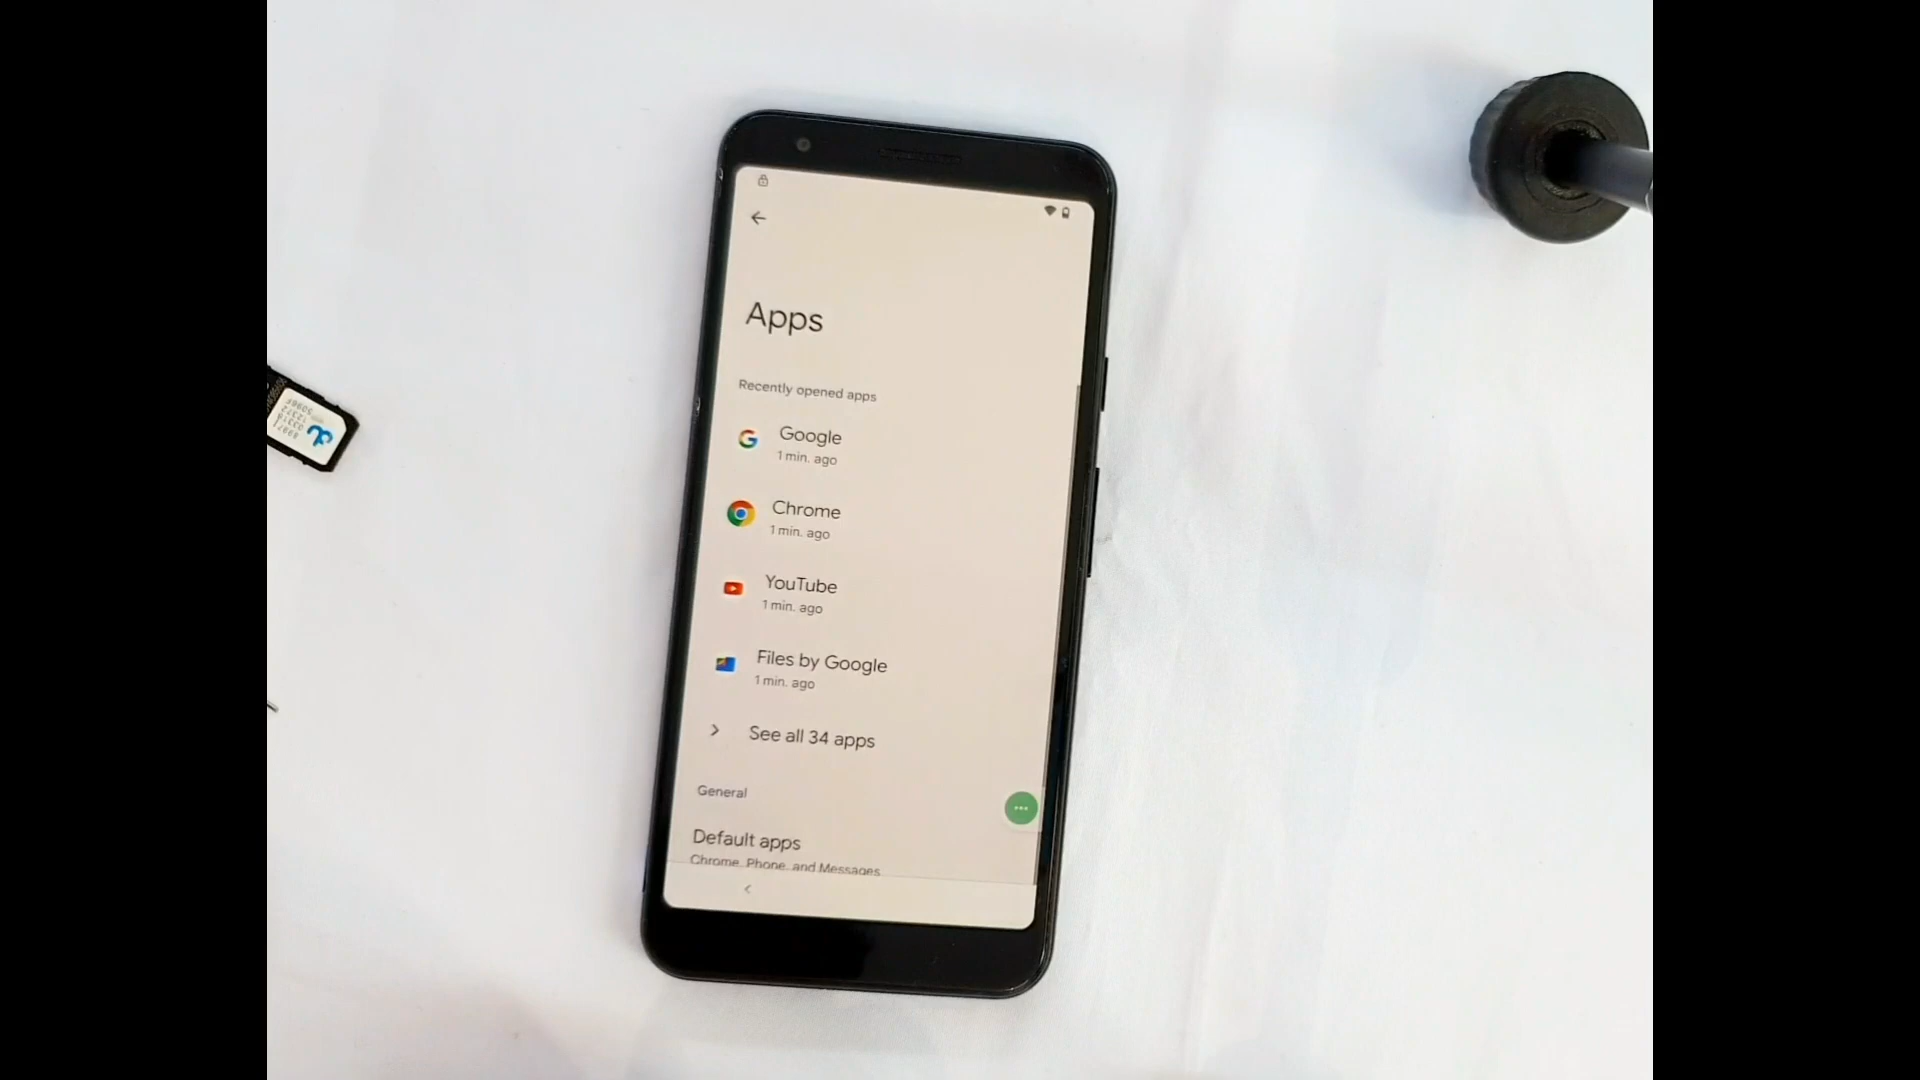 Apps
Recently opened apps
Google
1 min. ago
Chrome
1 min. ago
YouTube
1 min. ago
Files by Google
1 min. ago
See all 34 apps
General
Default apps
Chrome, Phone, and Messages